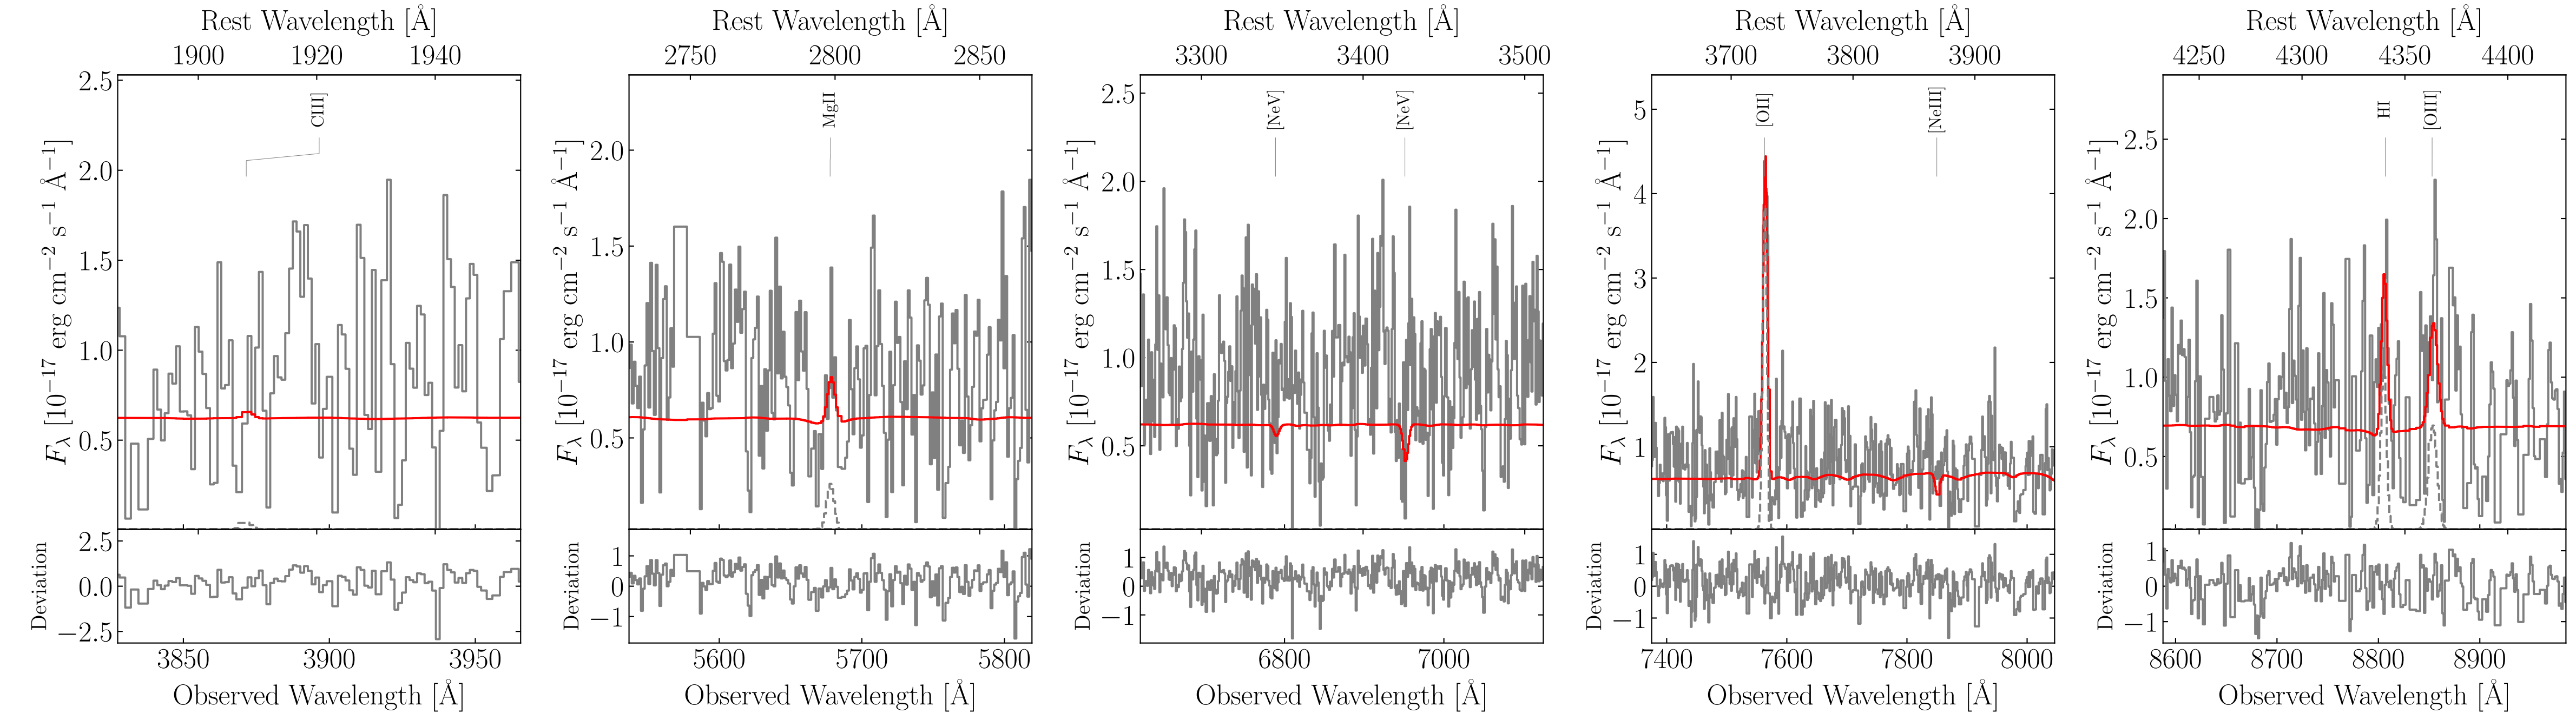 Rest Wavelength [Å]
1900 1920 1940
CIII]
2.5
2.0
1.5
1.0
0.5
F_λ [10⁻¹⁷ erg cm⁻² s⁻¹ Å⁻¹]
2.5
0.0
−2.5
Deviation
3850 3900 3950
Observed Wavelength [Å]
Rest Wavelength [Å]
2750 2800 2850
MgII
2.0
1.5
1.0
0.5
F_λ [10⁻¹⁷ erg cm⁻² s⁻¹ Å⁻¹]
1
0
−1
Deviation
5600 5700 5800
Observed Wavelength [Å]
Rest Wavelength [Å]
3300 3400 3500
[NeV] [NeV]
2.5
2.0
1.5
1.0
0.5
F_λ [10⁻¹⁷ erg cm⁻² s⁻¹ Å⁻¹]
1
0
−1
Deviation
6800 7000
Observed Wavelength [Å]
Rest Wavelength [Å]
3700 3800 3900
[OII] [NeIII]
5
4
3
2
1
F_λ [10⁻¹⁷ erg cm⁻² s⁻¹ Å⁻¹]
1
0
−1
Deviation
7400 7600 7800 8000
Observed Wavelength [Å]
Rest Wavelength [Å]
4250 4300 4350 4400
HI [OIII]
2.5
2.0
1.5
1.0
0.5
F_λ [10⁻¹⁷ erg cm⁻² s⁻¹ Å⁻¹]
1
0
−1
Deviation
8600 8700 8800 8900
Observed Wavelength [Å]